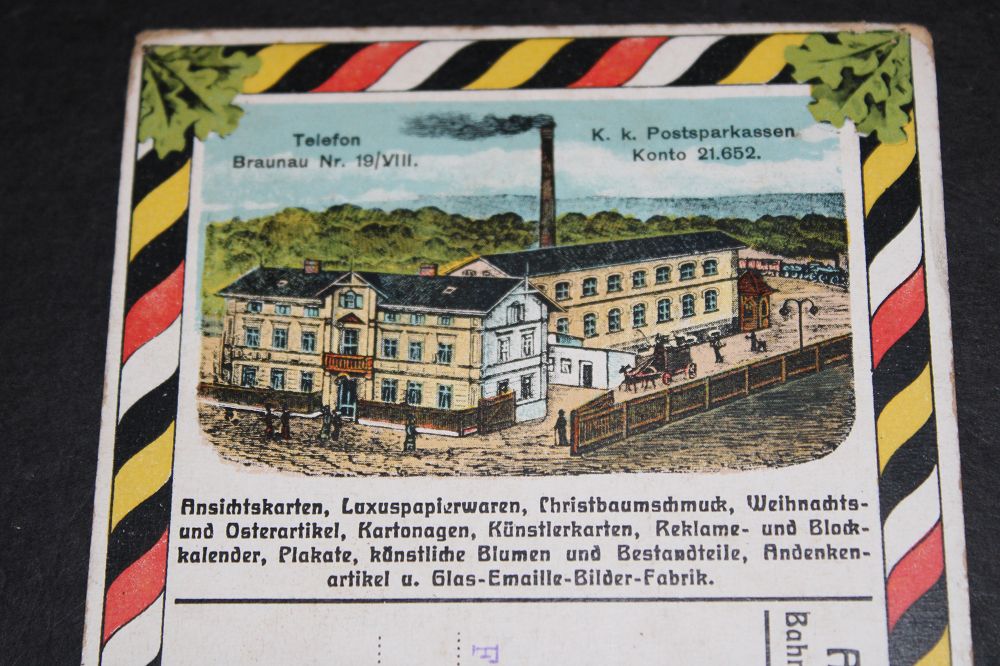 Telefon
Braunau Nr. 19/VIII.
K. k. Postsparkassen
Konto 21.652.
Ansichtskarten, Luxuspapierwaren, Christbaumschmuck, Weihnachts-
und Osterartikel, Kartonagen, Künstlerkarten, Reklame- und Block-
kalender, Plakate, künstliche Blumen und Bestandteile, Andenken-
artikel u. Glas-Emaille-Bilder-Fabrik.
Bah